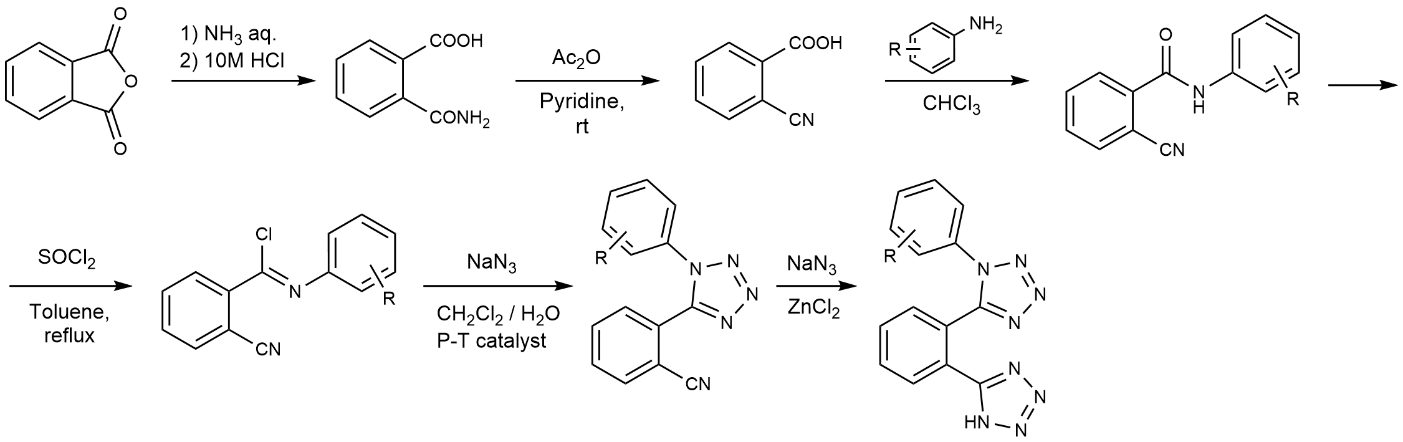 O
O
O
1) NH3 aq.
2) 10M HCl
COOH
CONH2
Ac2O
Pyridine,
rt
COOH
CN
R
NH2
CHCl3
O
N
H
R
CN
SOCl2
Toluene,
reflux
Cl
N
R
CN
NaN3
CH2Cl2 / H2O
P-T catalyst
R
N
N
N
N
CN
NaN3
ZnCl2
R
N
N
N
N
N
N
HN
N